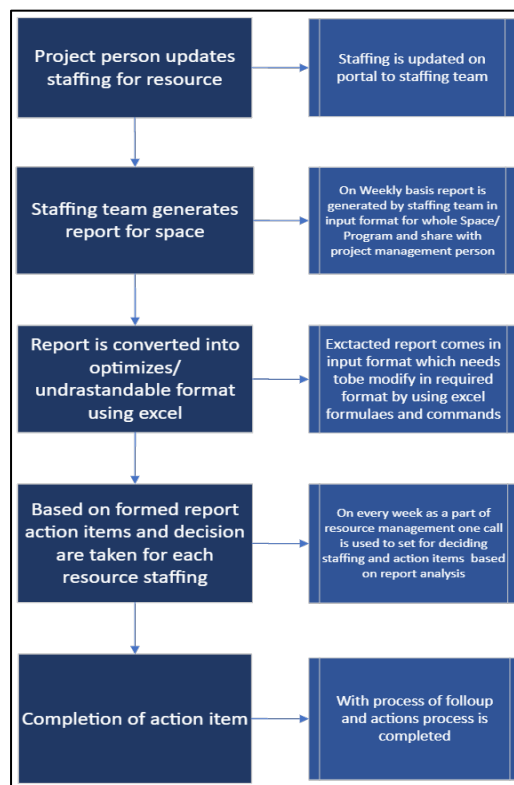 Project person updates
staffing for resource
Staffing is updated on
portal to staffing team
Staffing team generates
report for space
On Weekly basis report is
generated by staffing team in
input format for whole Space/
Program and share with
project management person
Report is converted into
optimizes/
undrastandable format
using excel
Exctacted report comes in
input format which needs
tobe modify in required
format by using excel
formulaes and commands
Based on formed report
action items and decision
are taken for each
resource staffing
On every week as a part of
resource management one call
is used to set for deciding
staffing and action items based
on report analysis
Completion of action item
With process of folloup
and actions process is
completed